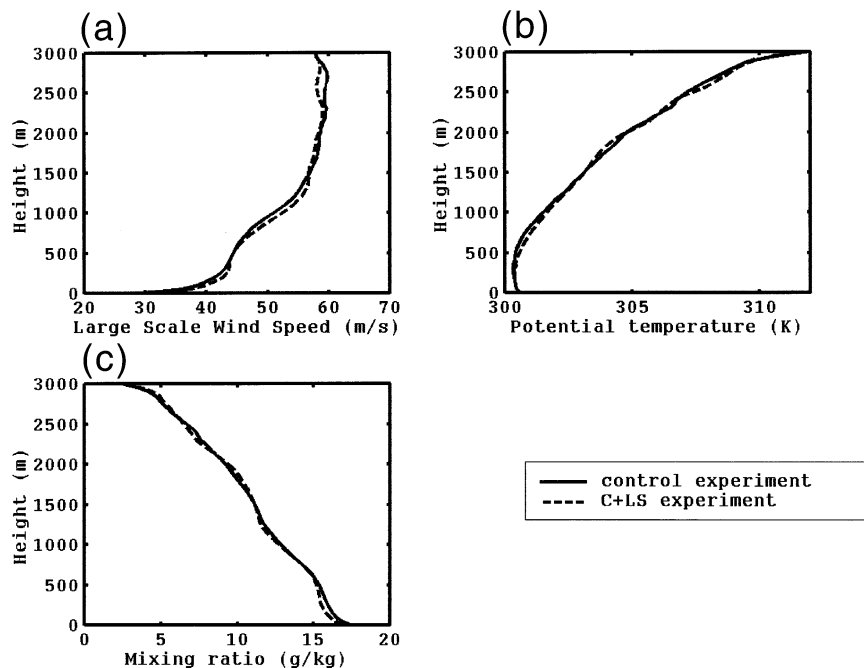 (a)
3000
2500
2000
1500
1000
500
0
Height (m)
20 30 40 50 60 70
Large Scale Wind Speed (m/s)
(b)
3000
2500
2000
1500
1000
500
0
Height (m)
300 305 310
Potential temperature (K)
(c)
3000
2500
2000
1500
1000
500
0
Height (m)
0 5 10 15 20
Mixing ratio (g/kg)
control experiment
C+LS experiment